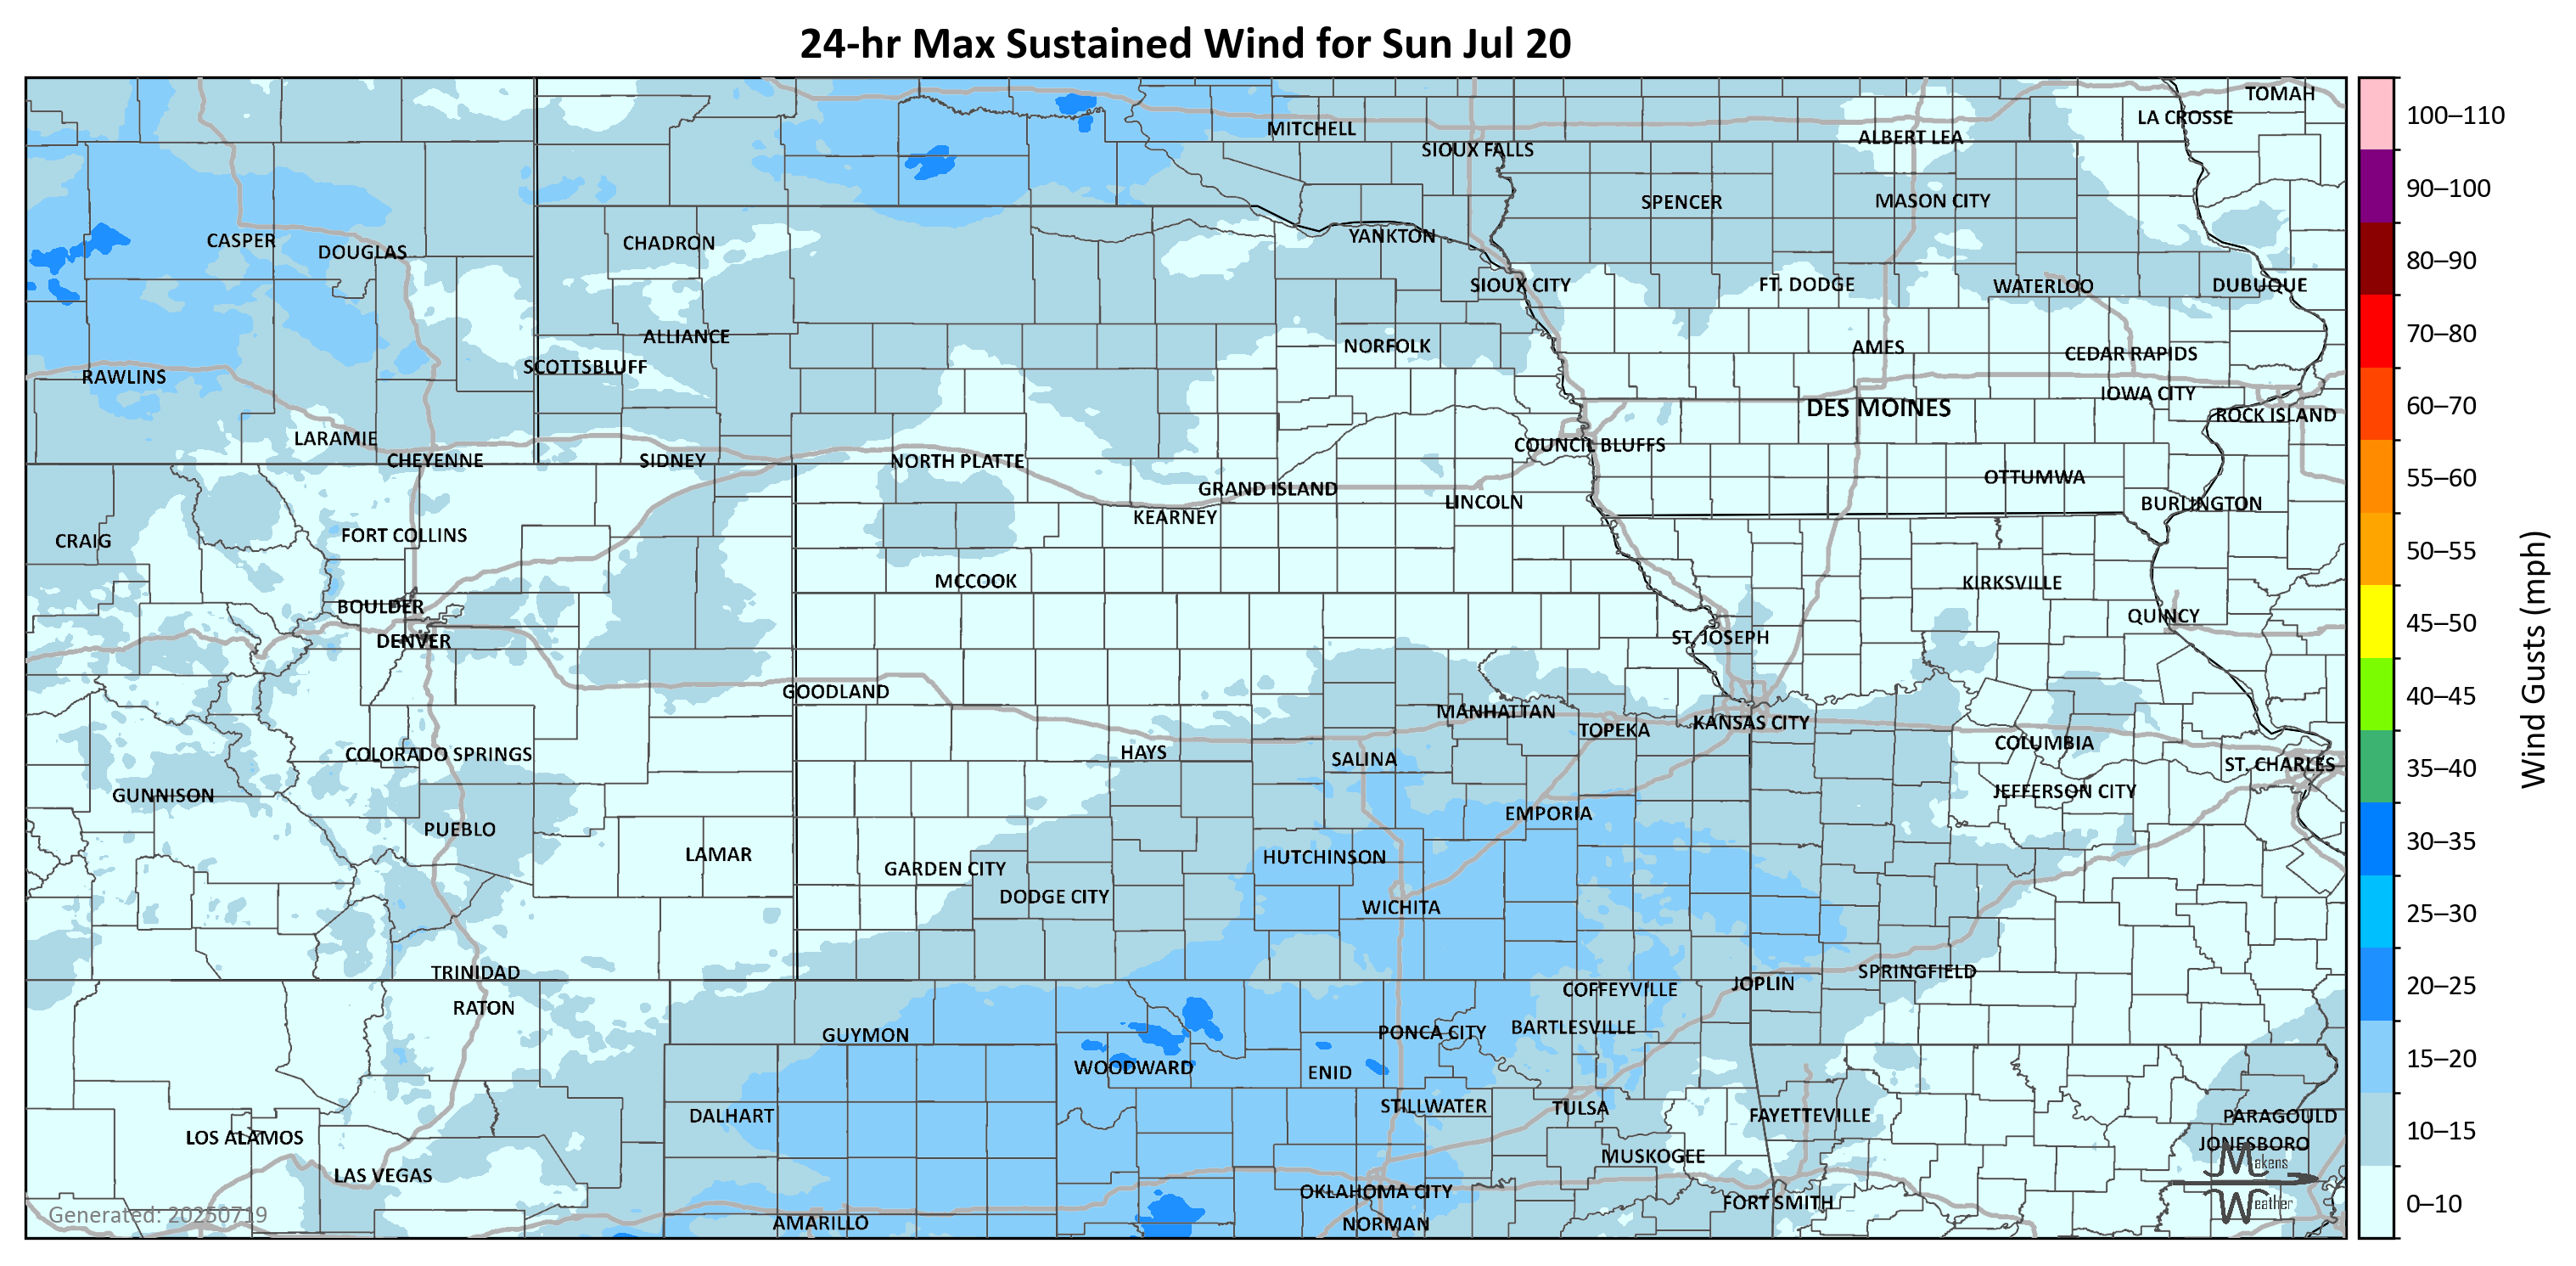 24-hr Max Sustained Wind for Sun Jul 20
TOMAH
LA CROSSE
MITCHELL
ALBERT LEA
SIOUX FALLS
SPENCER
MASON CITY
CASPER
DOUGLAS
CHADRON
YANKTON
SIOUX CITY
FT. DODGE
WATERLOO
DUBUQUE
ALLIANCE
NORFOLK
AMES
CEDAR RAPIDS
SCOTTSBLUFF
RAWLINS
IOWA CITY
DES MOINES
ROCK ISLAND
LARAMIE
COUNCIL BLUFFS
CHEYENNE
SIDNEY
NORTH PLATTE
OTTUMWA
GRAND ISLAND
LINCOLN
BURLINGTON
KEARNEY
CRAIG
FORT COLLINS
MCCOOK
KIRKSVILLE
BOULDER
QUINCY
DENVER
ST. JOSEPH
GOODLAND
MANHATTAN
TOPEKA
KANSAS CITY
COLUMBIA
COLORADO SPRINGS
HAYS
SALINA
ST. CHARLES
GUNNISON
JEFFERSON CITY
EMPORIA
PUEBLO
LAMAR
HUTCHINSON
GARDEN CITY
DODGE CITY
WICHITA
TRINIDAD
SPRINGFIELD
JOPLIN
COFFEYVILLE
RATON
GUYMON
PONCA CITY
BARTLESVILLE
WOODWARD
ENID
STILLWATER
TULSA
DALHART
FAYETTEVILLE
PARAGOULD
LOS ALAMOS
JONESBORO
MUSKOGEE
LAS VEGAS
OKLAHOMA CITY
FORT SMITH
AMARILLO
NORMAN
Generated: 20250719
Makens
Weather
100–110
90–100
80–90
70–80
60–70
55–60
50–55
45–50
40–45
35–40
30–35
25–30
20–25
15–20
10–15
0–10
Wind Gusts (mph)